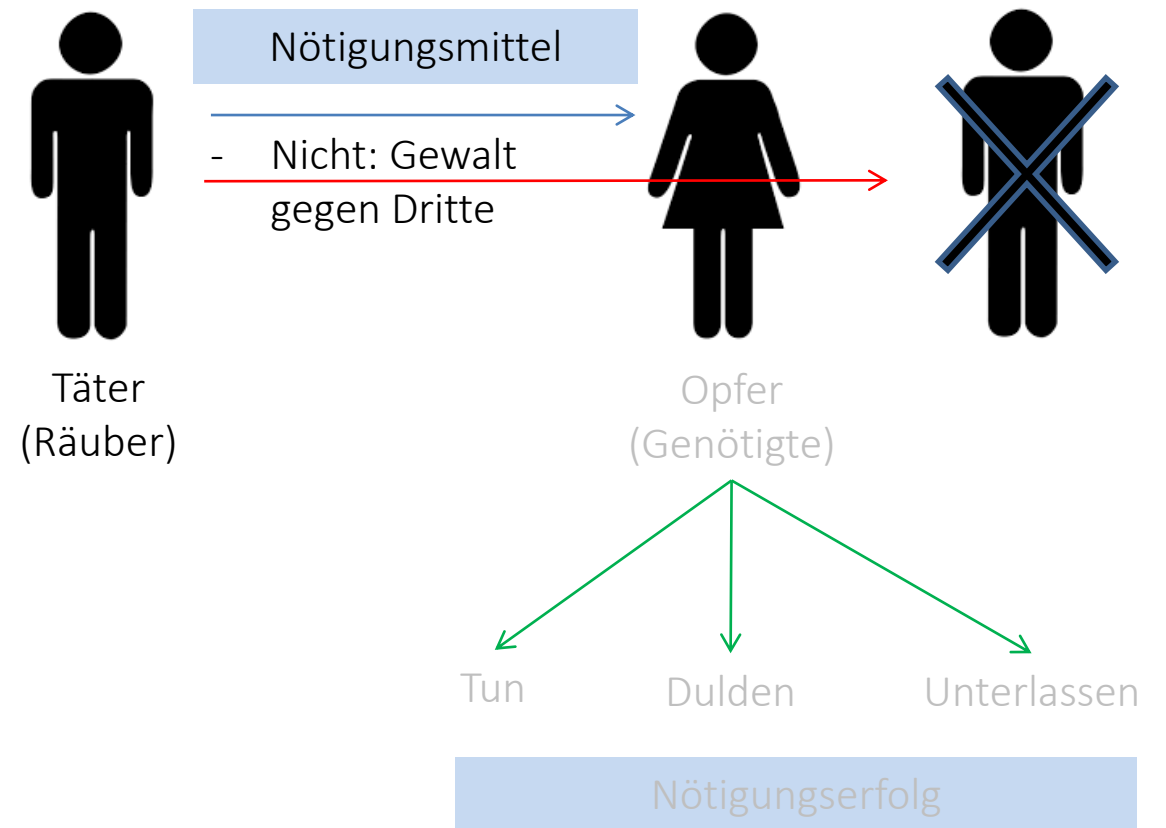 Nötigungsmittel
- Nicht: Gewalt
gegen Dritte
Täter
(Räuber)
Opfer
(Genötigte)
Tun
Dulden
Unterlassen
Nötigungserfolg